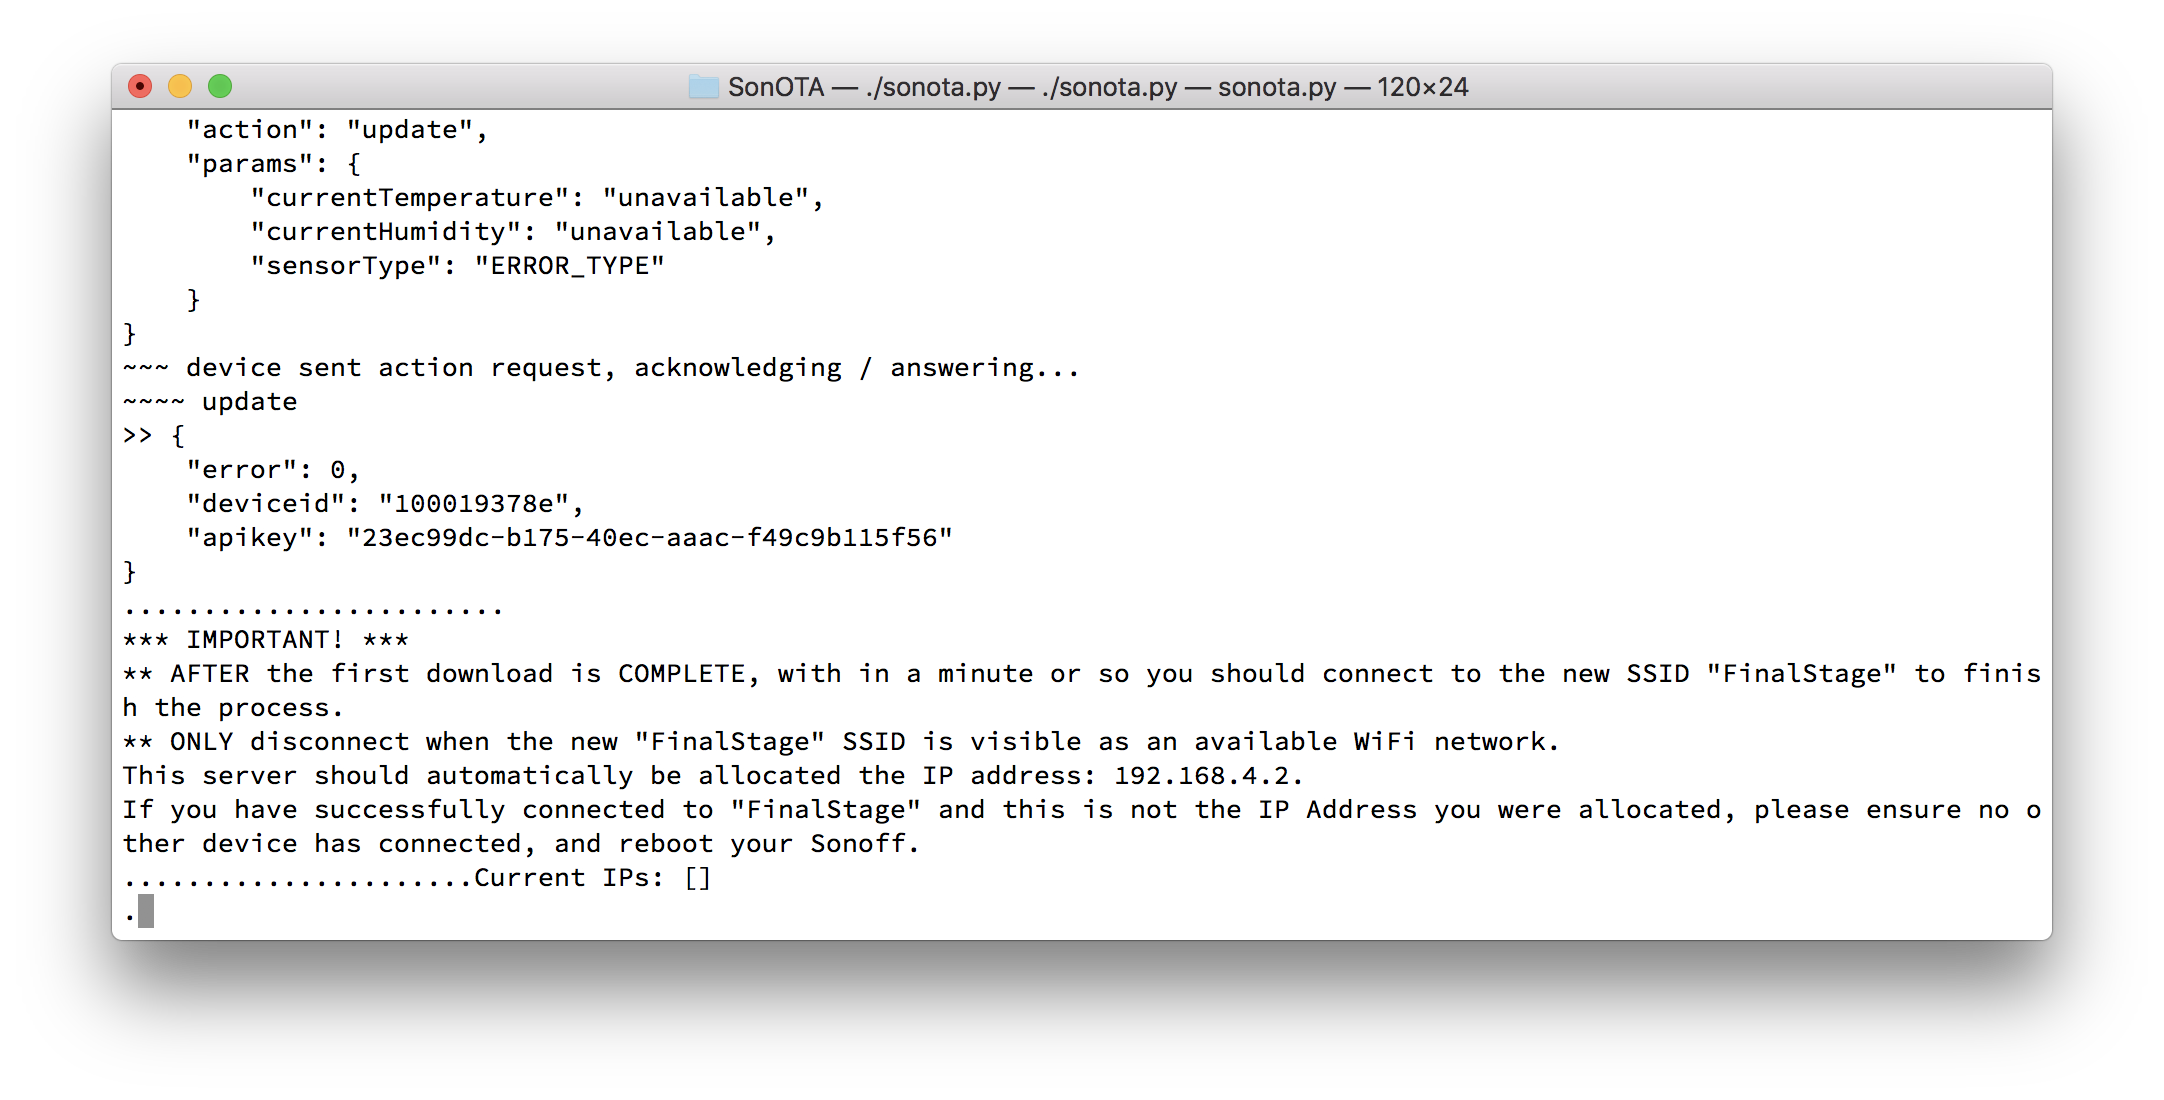 SonOTA — ./sonota.py — ./sonota.py — sonota.py — 120×24
    "action": "update",
    "params": {
        "currentTemperature": "unavailable",
        "currentHumidity": "unavailable",
        "sensorType": "ERROR_TYPE"
    }
}
~~~ device sent action request, acknowledging / answering...
~~~~ update
>> {
    "error": 0,
    "deviceid": "100019378e",
    "apikey": "23ec99dc-b175-40ec-aaac-f49c9b115f56"
}
........................
*** IMPORTANT! ***
** AFTER the first download is COMPLETE, with in a minute or so you should connect to the new SSID "FinalStage" to finis
h the process.
** ONLY disconnect when the new "FinalStage" SSID is visible as an available WiFi network.
This server should automatically be allocated the IP address: 192.168.4.2.
If you have successfully connected to "FinalStage" and this is not the IP Address you were allocated, please ensure no o
ther device has connected, and reboot your Sonoff.
......................Current IPs: []
.